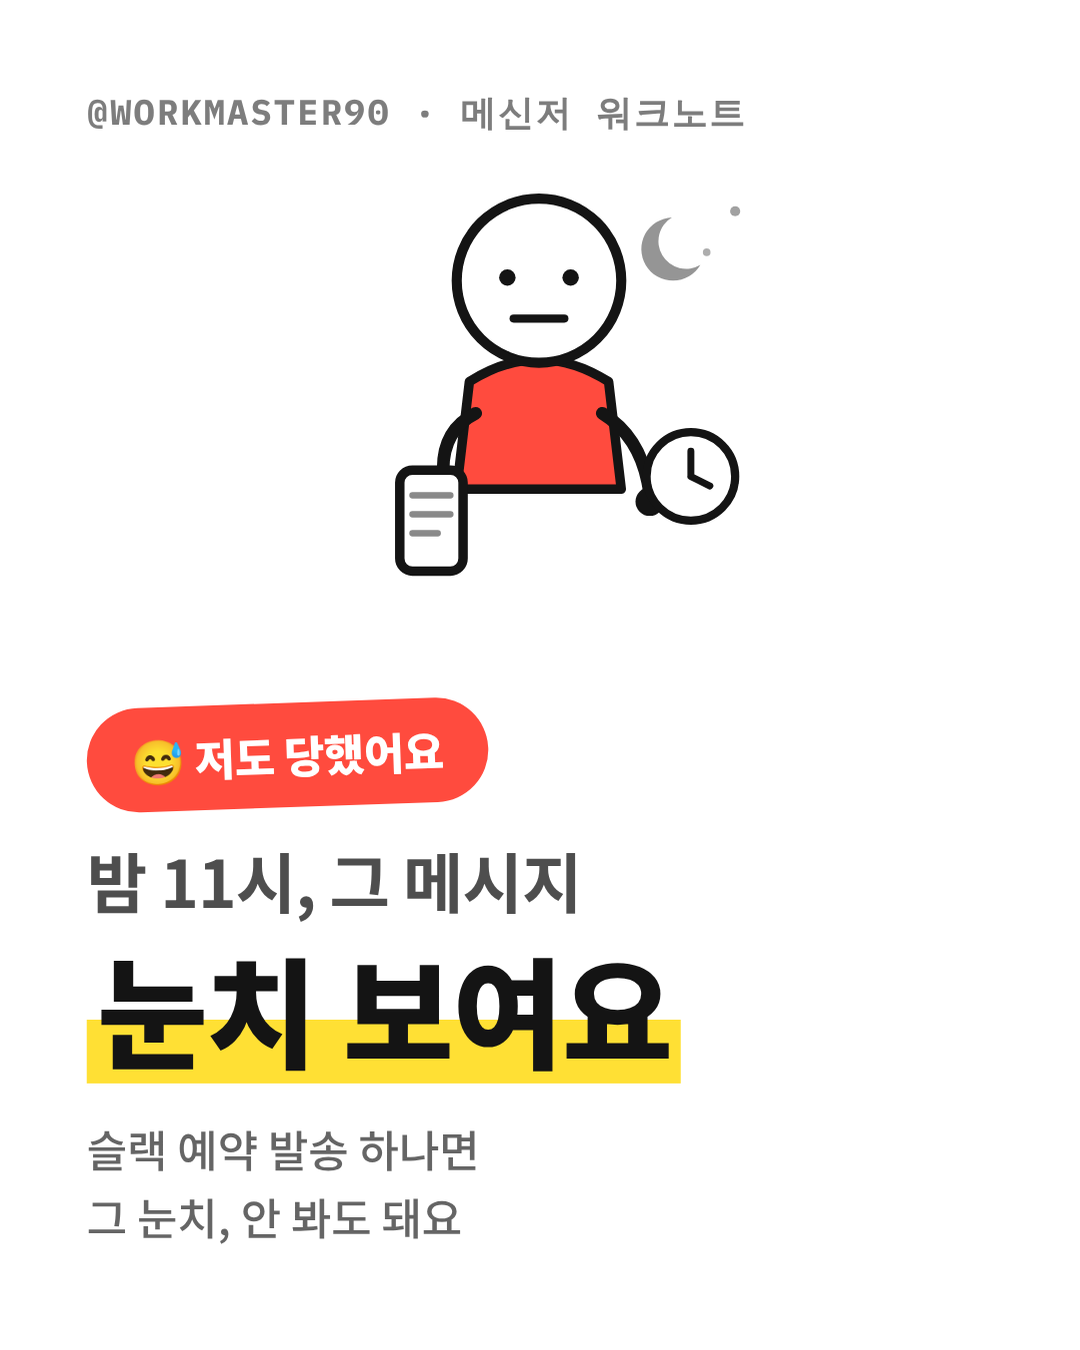 @WORKMASTER90 · 메신저 워크노트
😅 저도 당했어요
밤 11시, 그 메시지
눈치 보여요
슬랙 예약 발송 하나면
그 눈치, 안 봐도 돼요